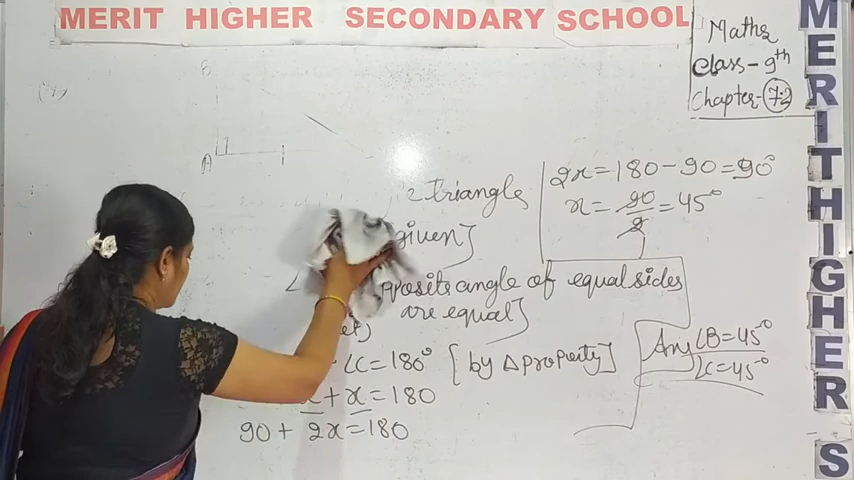 MERIT HIGHER SECONDARY SCHOOL
Maths
Class - 9th
Chapter - 7.2
MERIT HIGHER S
B
A
triangle
given]
opposite angle of equal sides
are equal]
∠C = 180° [by Δ property]
x + x = 180
90 + 2x = 180
2x = 180 - 90 = 90°
x = 90/2 = 45°
Ans ∠B = 45°
∠C = 45°